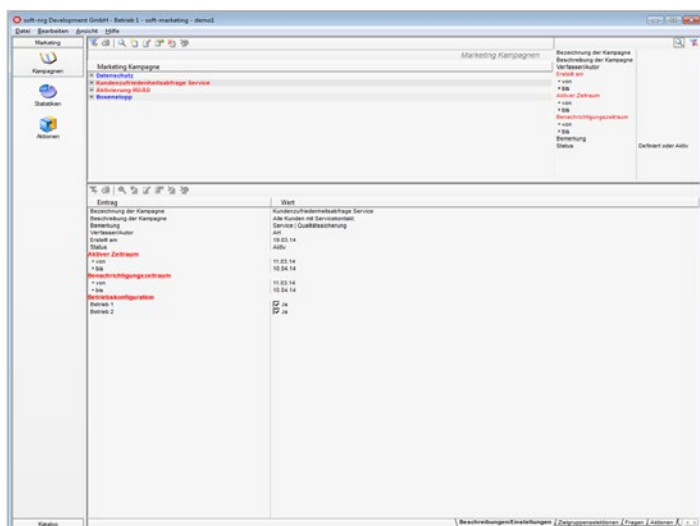 soft-nrg Development GmbH - Betrieb 1 - soft-marketing - demo1
Datei Bearbeiten Ansicht Hilfe
Marketing
Kampagnen
Statistiken
Aktionen
Katalog
Marketing Kampagnen
Marketing Kampagne
Datenschutz
Kundenzufriedenheitsabfrage Service
Aktivierung HU/AU
Boxenstopp
Bezeichnung der Kampagne
Beschreibung der Kampagne
Verfasser/Autor
Erstellt am
• von
• bis
Aktiver Zeitraum
• von
• bis
Benachrichtigungszeitraum
• von
• bis
Bemerkung
Status Definiert oder Aktiv
Eintrag Wert
Bezeichnung der Kampagne Kundenzufriedenheitsabfrage Service
Beschreibung der Kampagne Alle Kunden mit Servicekontakt
Bemerkung Service | Qualitätssicherung
Verfasser/Autor AH
Erstellt am 19.03.14
Status Aktiv
Aktiver Zeitraum
• von 11.03.14
• bis 10.04.14
Benachrichtigungszeitraum
• von 11.03.14
• bis 10.04.14
Betriebskonfiguration
Betrieb 1 Ja
Betrieb 2 Ja
Beschreibungen/Einstellungen Zielgruppenselektionen Fragen Aktionen